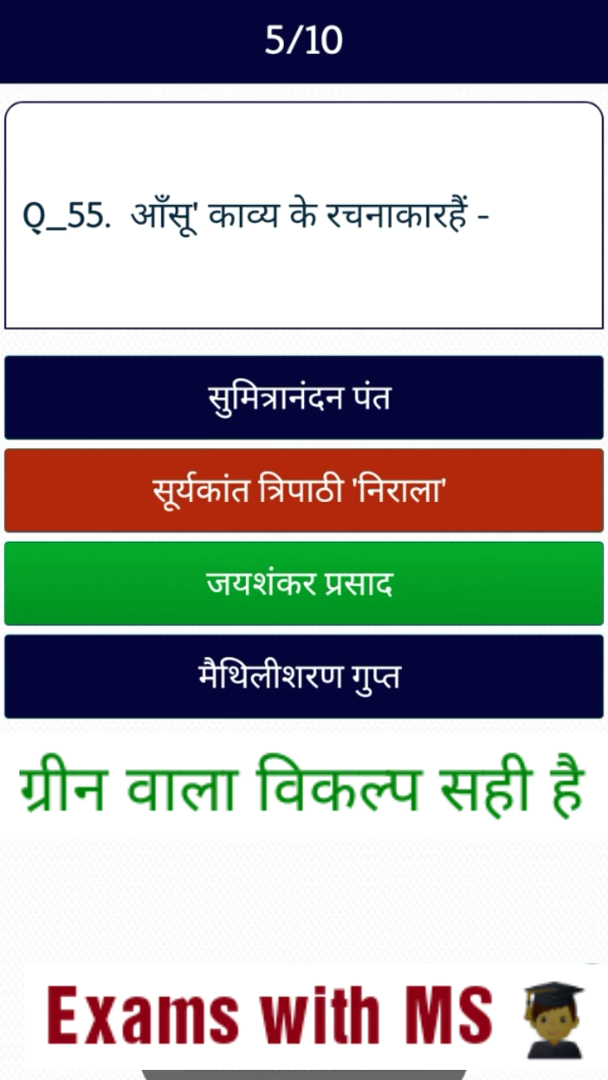 5/10
Q_55. आँसू' काव्य के रचनाकारहैं -
सुमित्रानंदन पंत
सूर्यकांत त्रिपाठी 'निराला'
जयशंकर प्रसाद
मैथिलीशरण गुप्त
ग्रीन वाला विकल्प सही है
Exams with MS